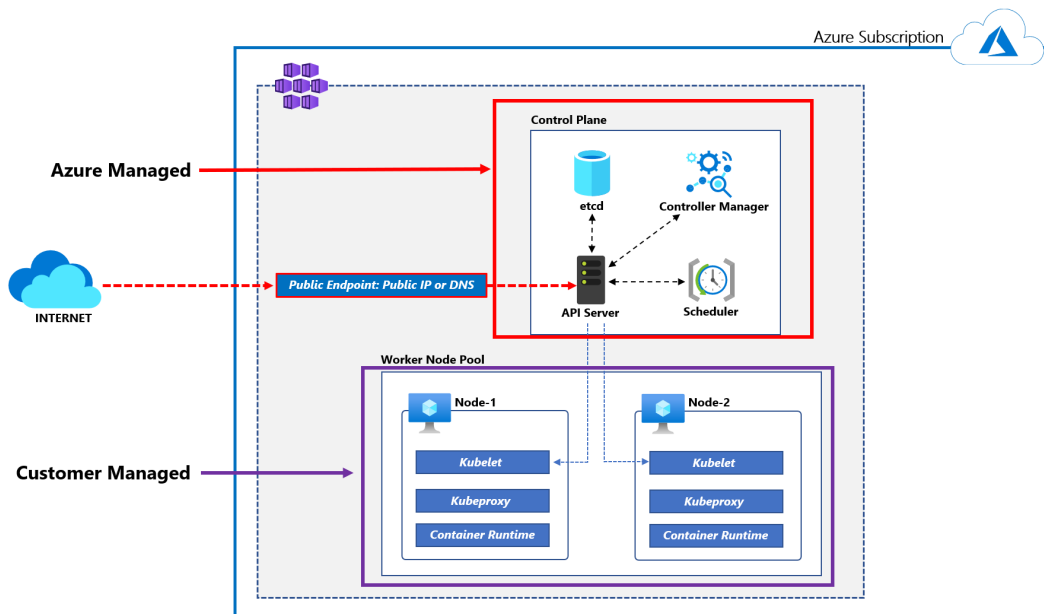 Azure Subscription
Control Plane
Azure Managed
etcd
Controller Manager
Public Endpoint: Public IP or DNS
INTERNET
API Server
Scheduler
Worker Node Pool
Node-1
Node-2
Kubelet
Kubelet
Customer Managed
Kubeproxy
Kubeproxy
Container Runtime
Container Runtime